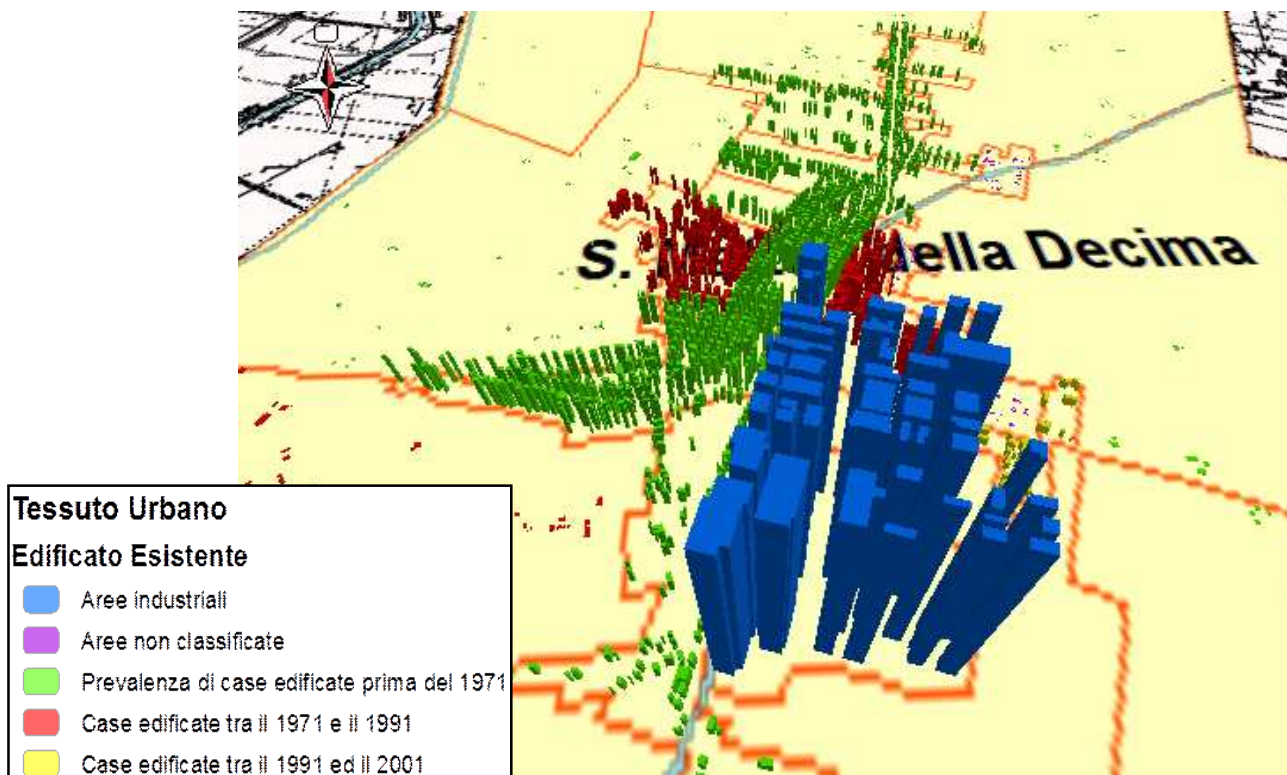 S. della Decima
Tessuto Urbano
Edificato Esistente
Aree industriali
Aree non classificate
Prevalenza di case edificate prima del 1971
Case edificate tra il 1971 e il 1991
Case edificate tra il 1991 ed il 2001